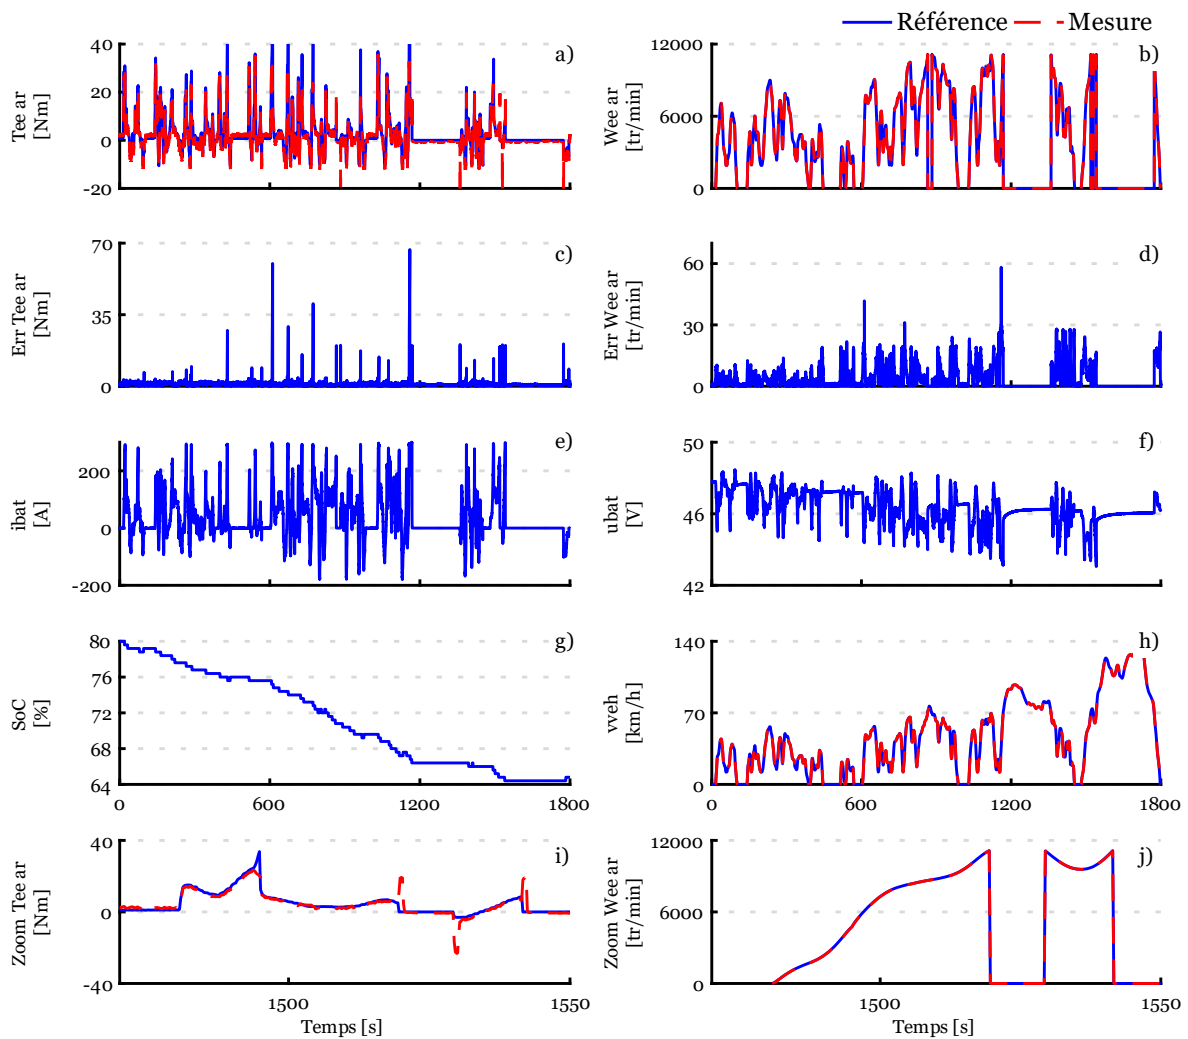 Référence Mesure
40
20
0
-20
Tee ar
[Nm]
a)
12000
6000
0
Wee ar
[tr/min]
b)
70
35
0
Err Tee ar
[Nm]
c)
60
30
0
Err Wee ar
[tr/min]
d)
200
0
-200
ibat
[A]
e)
50
46
42
ubat
[V]
f)
80
76
72
68
64
SoC
[%]
g)
0 600 1200 1800
140
70
0
vveh
[km/h]
h)
0 600 1200 1800
40
0
-40
Zoom Tee ar
[Nm]
i)
1500 1550
Temps [s]
12000
6000
0
Zoom Wee ar
[tr/min]
j)
1500 1550
Temps [s]